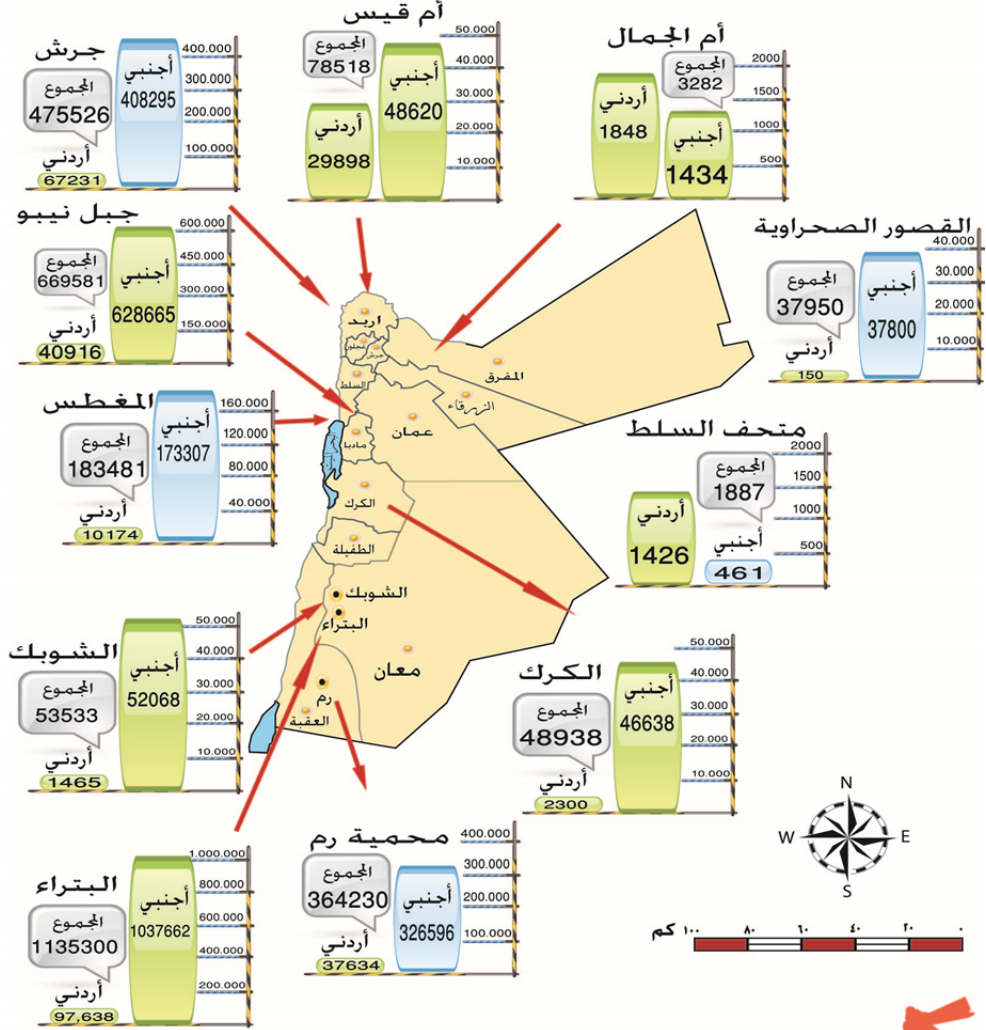 جرش
400.000
300.000
200.000
100.000
أجنبي
408295
المجموع
475526
أردني
67231
أم قيس
50.000
40.000
30.000
20.000
10.000
المجموع
78518
أجنبي
48620
أردني
29898
أم الجمال
2000
1500
1000
500
المجموع
3282
أردني
1848
أجنبي
1434
جبل نيبو
600.000
450.000
300.000
150.000
أجنبي
628665
المجموع
669581
أردني
40916
القصور الصحراوية
40.000
30.000
20.000
10.000
أجنبي
37800
المجموع
37950
أردني
150
المغطس
160.000
120.000
80.000
40.000
أجنبي
173307
المجموع
183481
أردني
10174
متحف السلط
2000
1500
1000
500
المجموع
1887
أردني
1426
أجنبي
461
اربد
عجلون
جرش
المفرق
السلط
الزرقاء
عمان
مادبا
الكرك
الطفيلة
الشوبك
البتراء
معان
رم
العقبة
الشوبك
50.000
40.000
30.000
20.000
10.000
أجنبي
52068
المجموع
53533
أردني
1465
الكرك
50.000
40.000
30.000
20.000
10.000
أجنبي
46638
المجموع
48938
أردني
2300
البتراء
1.000.000
800.000
600.000
400.000
200.000
أجنبي
1037662
المجموع
1135300
أردني
97,638
محمية رم
400.000
300.000
200.000
100.000
المجموع
364230
أجنبي
326596
أردني
37634
N
W E
S
كم ١٠٠ ٨٠ ٦٠ ٤٠ ٢٠ ٠